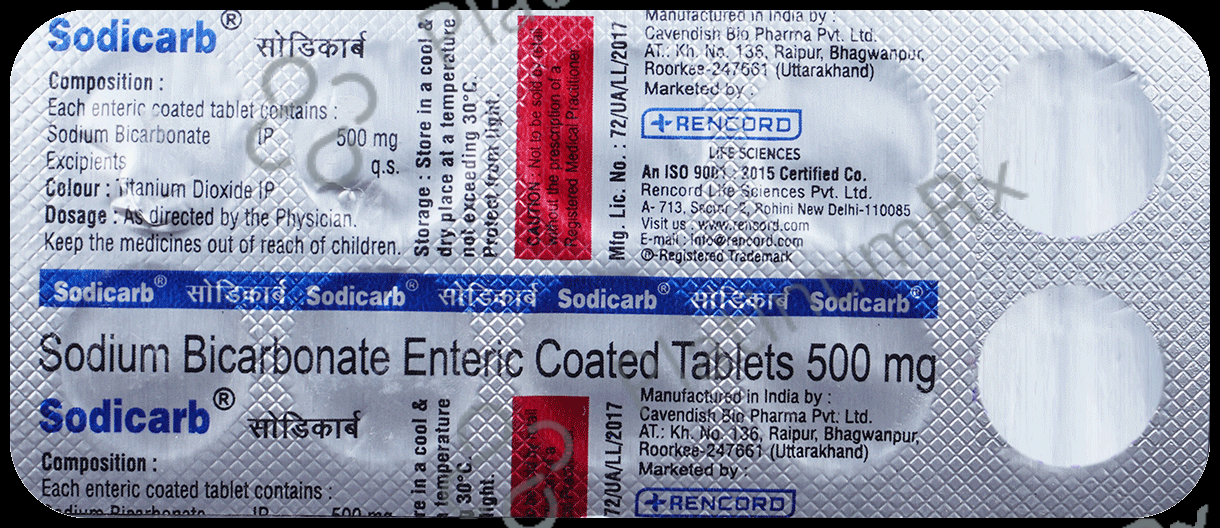 Sodicarb® सोडिकार्ब
Composition :
Each enteric coated tablet contains :
Sodium Bicarbonate IP 500 mg
Excipients q.s.
Colour : Titanium Dioxide IP
Dosage : As directed by the Physician.
Keep the medicines out of reach of children.
Storage : Store in a cool &
dry place at a temperature
not exceeding 30°C.
Protect from light.
CAUTION : Not to be sold by retail
without the prescription of a
Registered Medical Practitioner
Mfg. Lic. No. : 72/UA/LL/2017
Manufactured in India by :
Cavendish Bio Pharma Pvt. Ltd.
AT.: Kh. No. 136, Raipur, Bhagwanpur,
Roorkee-247661 (Uttarakhand)
Marketed by :
RENCORD
LIFE SCIENCES
An ISO 9001 : 2015 Certified Co.
Rencord Life Sciences Pvt. Ltd.
A- 713, Sector-2, Rohini New Delhi-110085
Visit us : www.rencord.com
E-mail : info@rencord.com
®-Registered Trademark
Sodicarb® सोडिकार्ब Sodicarb® सोडिकार्ब Sodicarb® सोडिकार्ब Sodicarb®
Sodium Bicarbonate Enteric Coated Tablets 500 mg
Sodicarb® सोडिकार्ब
Composition :
Each enteric coated tablet contains :
Sodium Bicarbonate IP 500 mg
re in a cool &
temperature
30°C.
light.
72/UA/LL/2017
Manufactured in India by :
Cavendish Bio Pharma Pvt. Ltd.
AT.: Kh. No. 136, Raipur, Bhagwanpur,
Roorkee-247661 (Uttarakhand)
Marketed by :
RENCORD